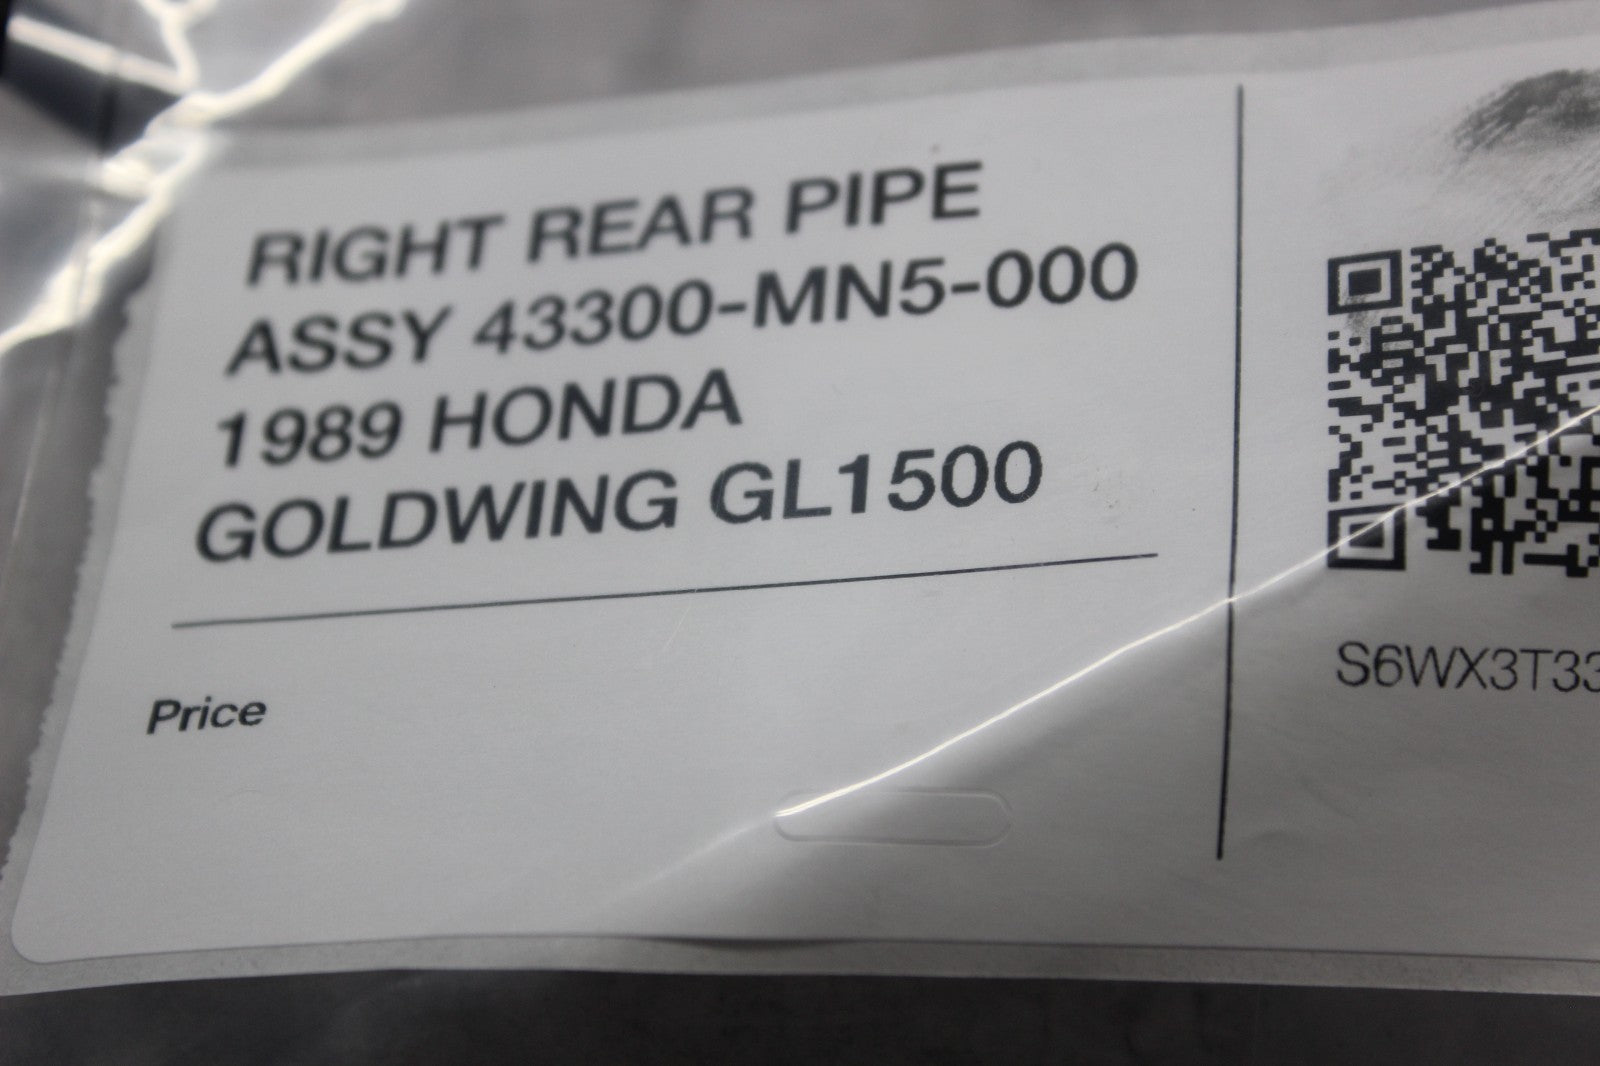 RIGHT REAR PIPE
ASSY 43300-MN5-000
1989 HONDA
GOLDWING GL1500
Price
S6WX3T33